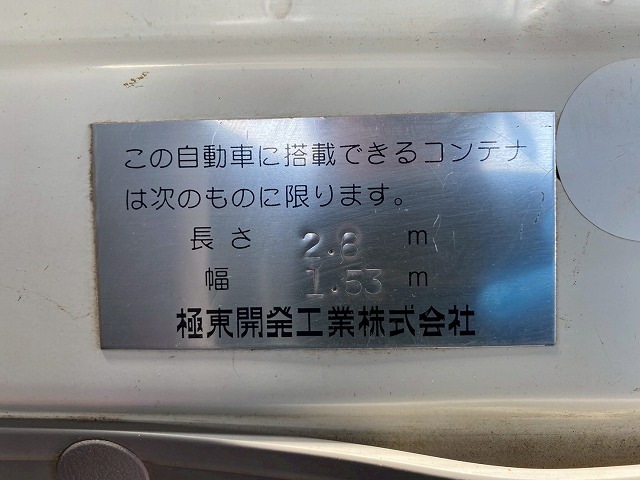 この自動車に搭載できるコンテナ
は次のものに限ります。
長さ 2.8 m
幅 1.53 m
極東開発工業株式会社